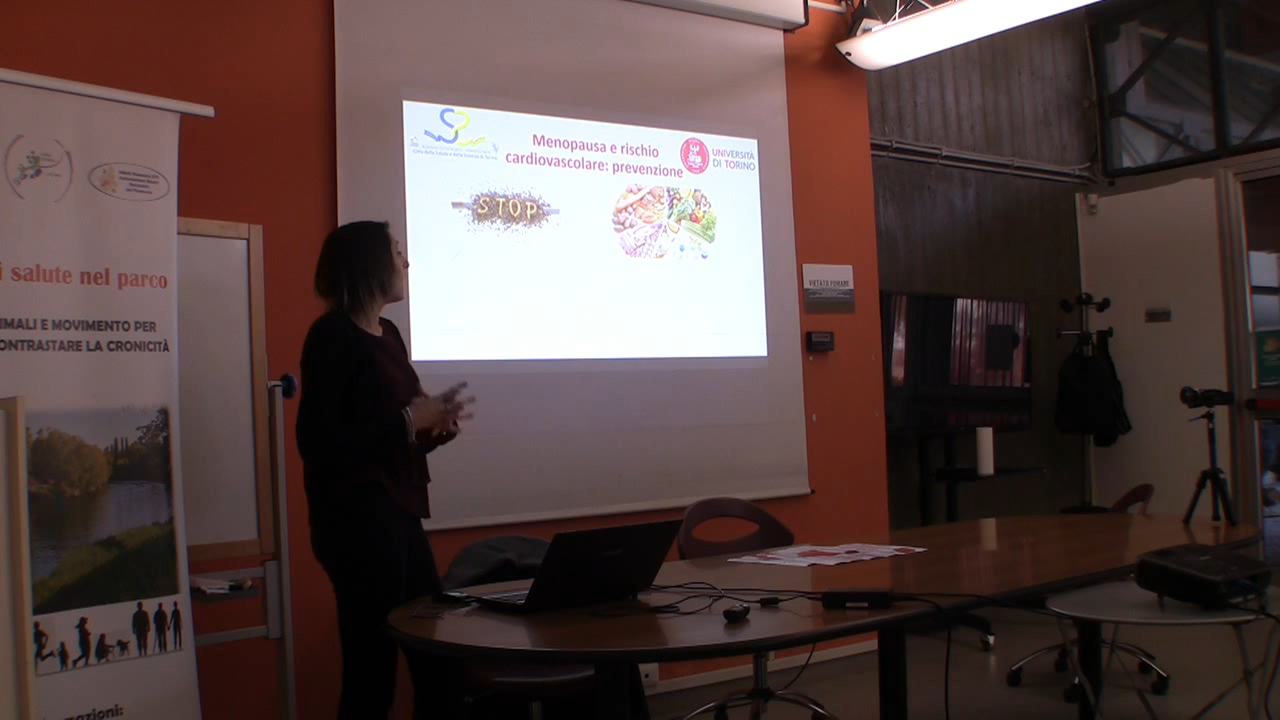 Menopausa e rischio
cardiovascolare: prevenzione
UNIVERSITÀ
DI TORINO
STOP
i salute nel parco
IMALI E MOVIMENTO PER
ONTRASTARE LA CRONICITÀ
VIETATO FUMARE
azioni: